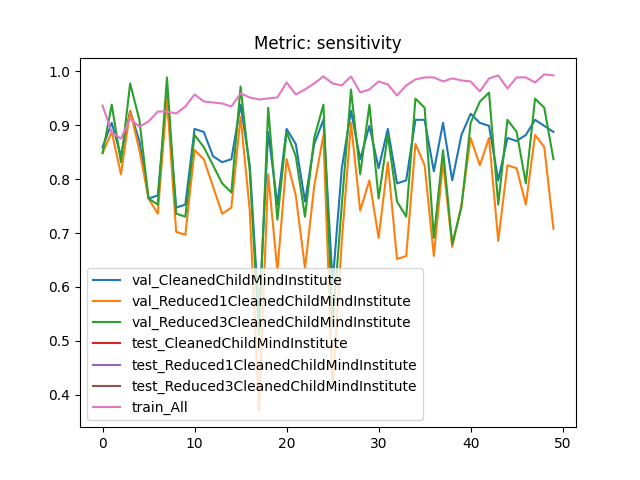 Metric: sensitivity
1.0
0.9
0.8
0.7
0.6
0.5
0.4
val_CleanedChildMindInstitute
val_Reduced1CleanedChildMindInstitute
val_Reduced3CleanedChildMindInstitute
test_CleanedChildMindInstitute
test_Reduced1CleanedChildMindInstitute
test_Reduced3CleanedChildMindInstitute
train_All
0 10 20 30 40 50